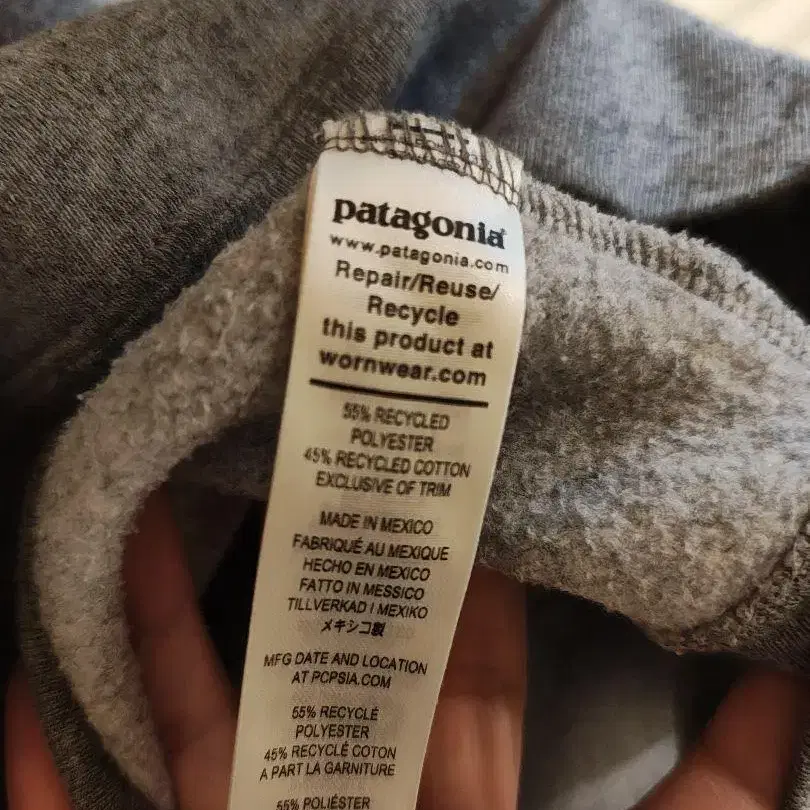 patagonia
www.patagonia.com
Repair/Reuse/
Recycle
this product at
wornwear.com
55% RECYCLED
POLYESTER
45% RECYCLED COTTON
EXCLUSIVE OF TRIM
MADE IN MEXICO
FABRIQUÉ AU MEXIQUE
HECHO EN MEXICO
FATTO IN MESSICO
TILLVERKAD I MEXIKO
メキシコ製
MFG DATE AND LOCATION
AT PCPSIA.COM
55% RECYCLÉ
POLYESTER
45% RECYCLÉ COTON
A PART LA GARNITURE
55% POLIÉSTER